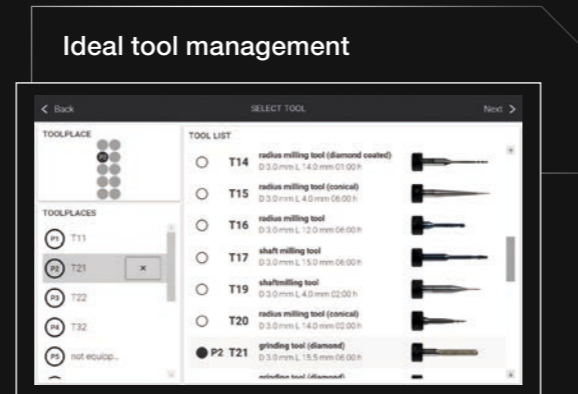 Ideal tool management
Back
SELECT TOOL
Next
TOOLPLACE
P2
TOOLPLACES
P1 T11
P2 T21 x
P3 T22
P4 T32
P5 not equipp...
TOOL LIST
T14 radius milling tool (diamond coated)
D 3.0 mm L 14.0 mm 01:00 h
T15 radius milling tool (conical)
D 3.0 mm L 4.0 mm 06:00 h
T16 radius milling tool
D 3.0 mm L 12.0 mm 06:00 h
T17 shaft milling tool
D 3.0 mm L 15.0 mm 06:00 h
T19 shaftmilling tool
D 3.0 mm L 4.0 mm 02:00 h
T20 radius milling tool (conical)
D 3.0 mm L 14.0 mm 02:00 h
P2 T21 grinding tool (diamond)
D 3.0 mm L 15.5 mm 06:00 h
grinding tool (diamond)